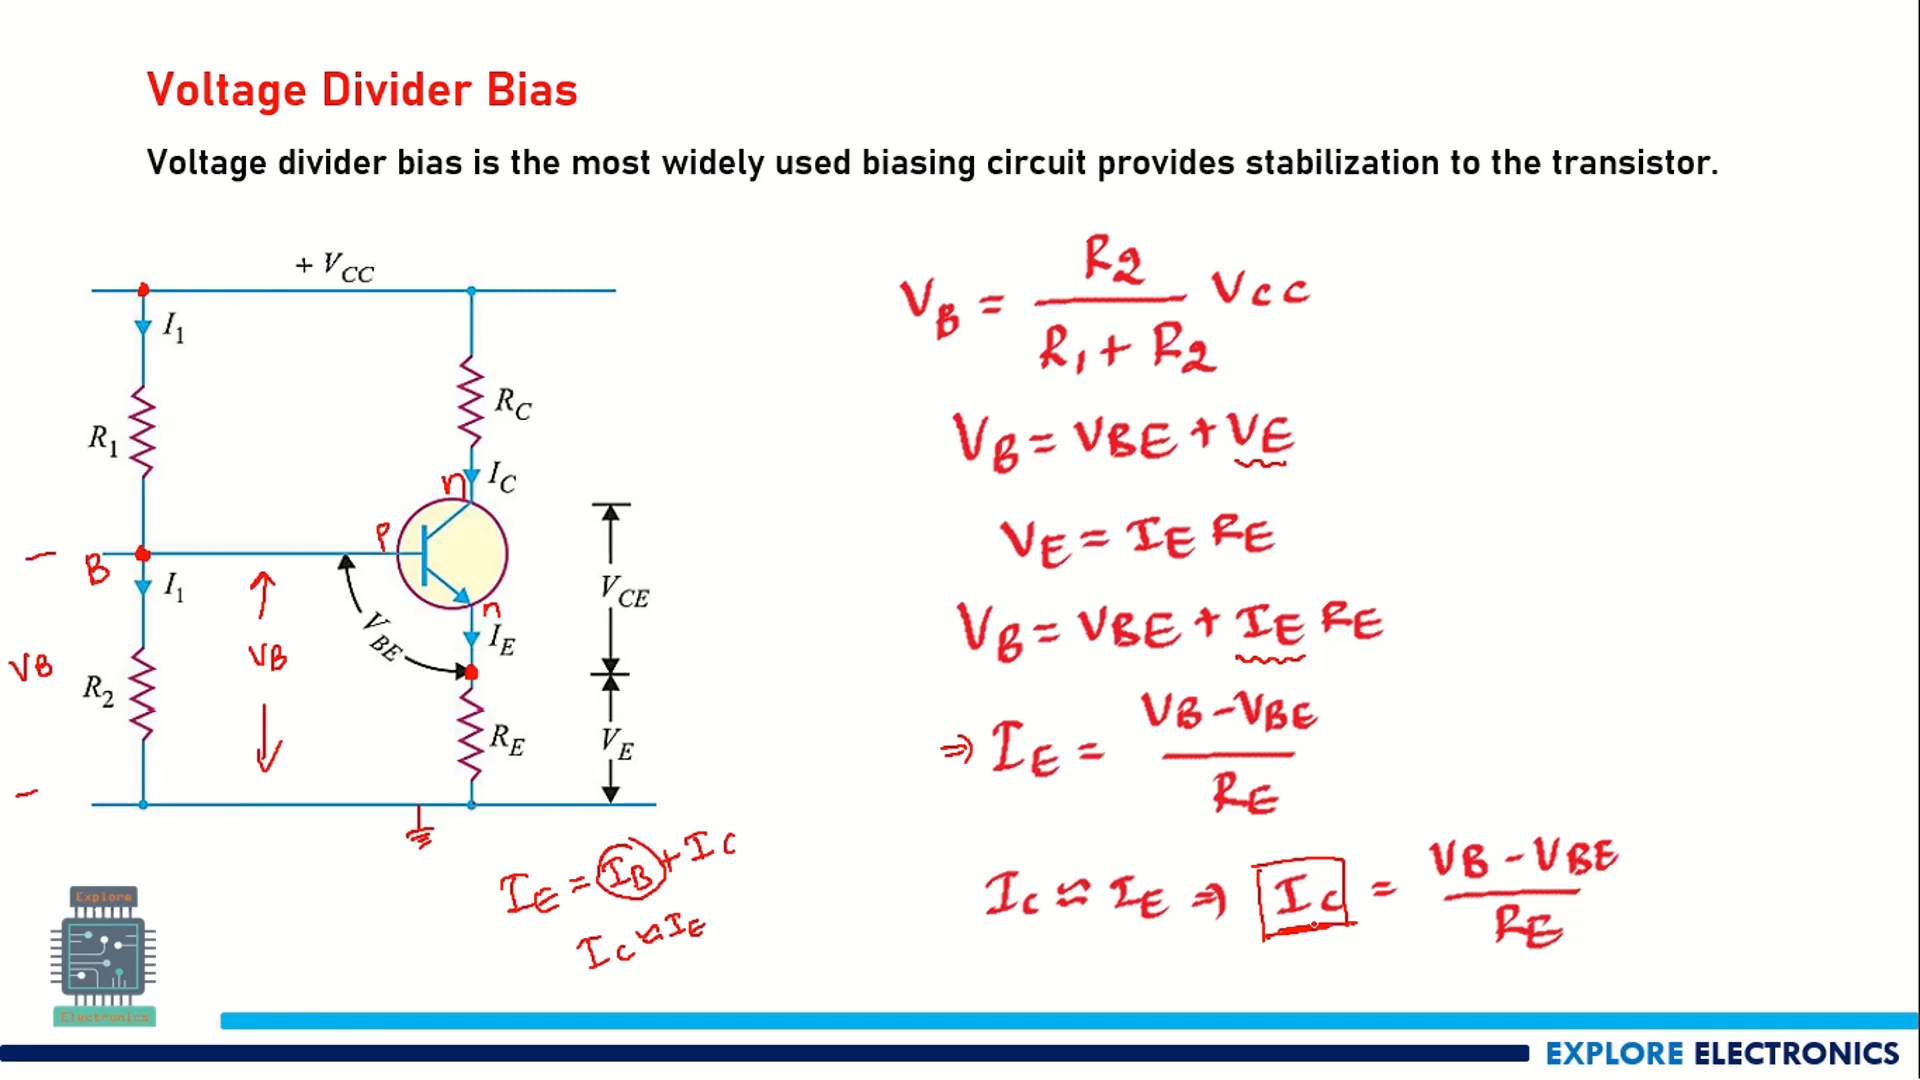 Voltage Divider Bias
Voltage divider bias is the most widely used biasing circuit provides stabilization to the transistor.
+ VCC
I1
R1
RC
IC
n
P
B
I1
VB
VB
R2
VBE
n
IE
RE
VCE
VE
IE = IB + IC
IC ≈ IE
VB = R2 / R1 + R2 VCC
VB = VBE + VE
VE = IE RE
VB = VBE + IE RE
⇒ IE = VB - VBE / RE
IC ≈ IE ⇒ IC = VB - VBE / RE
Explore
Electronics
EXPLORE ELECTRONICS